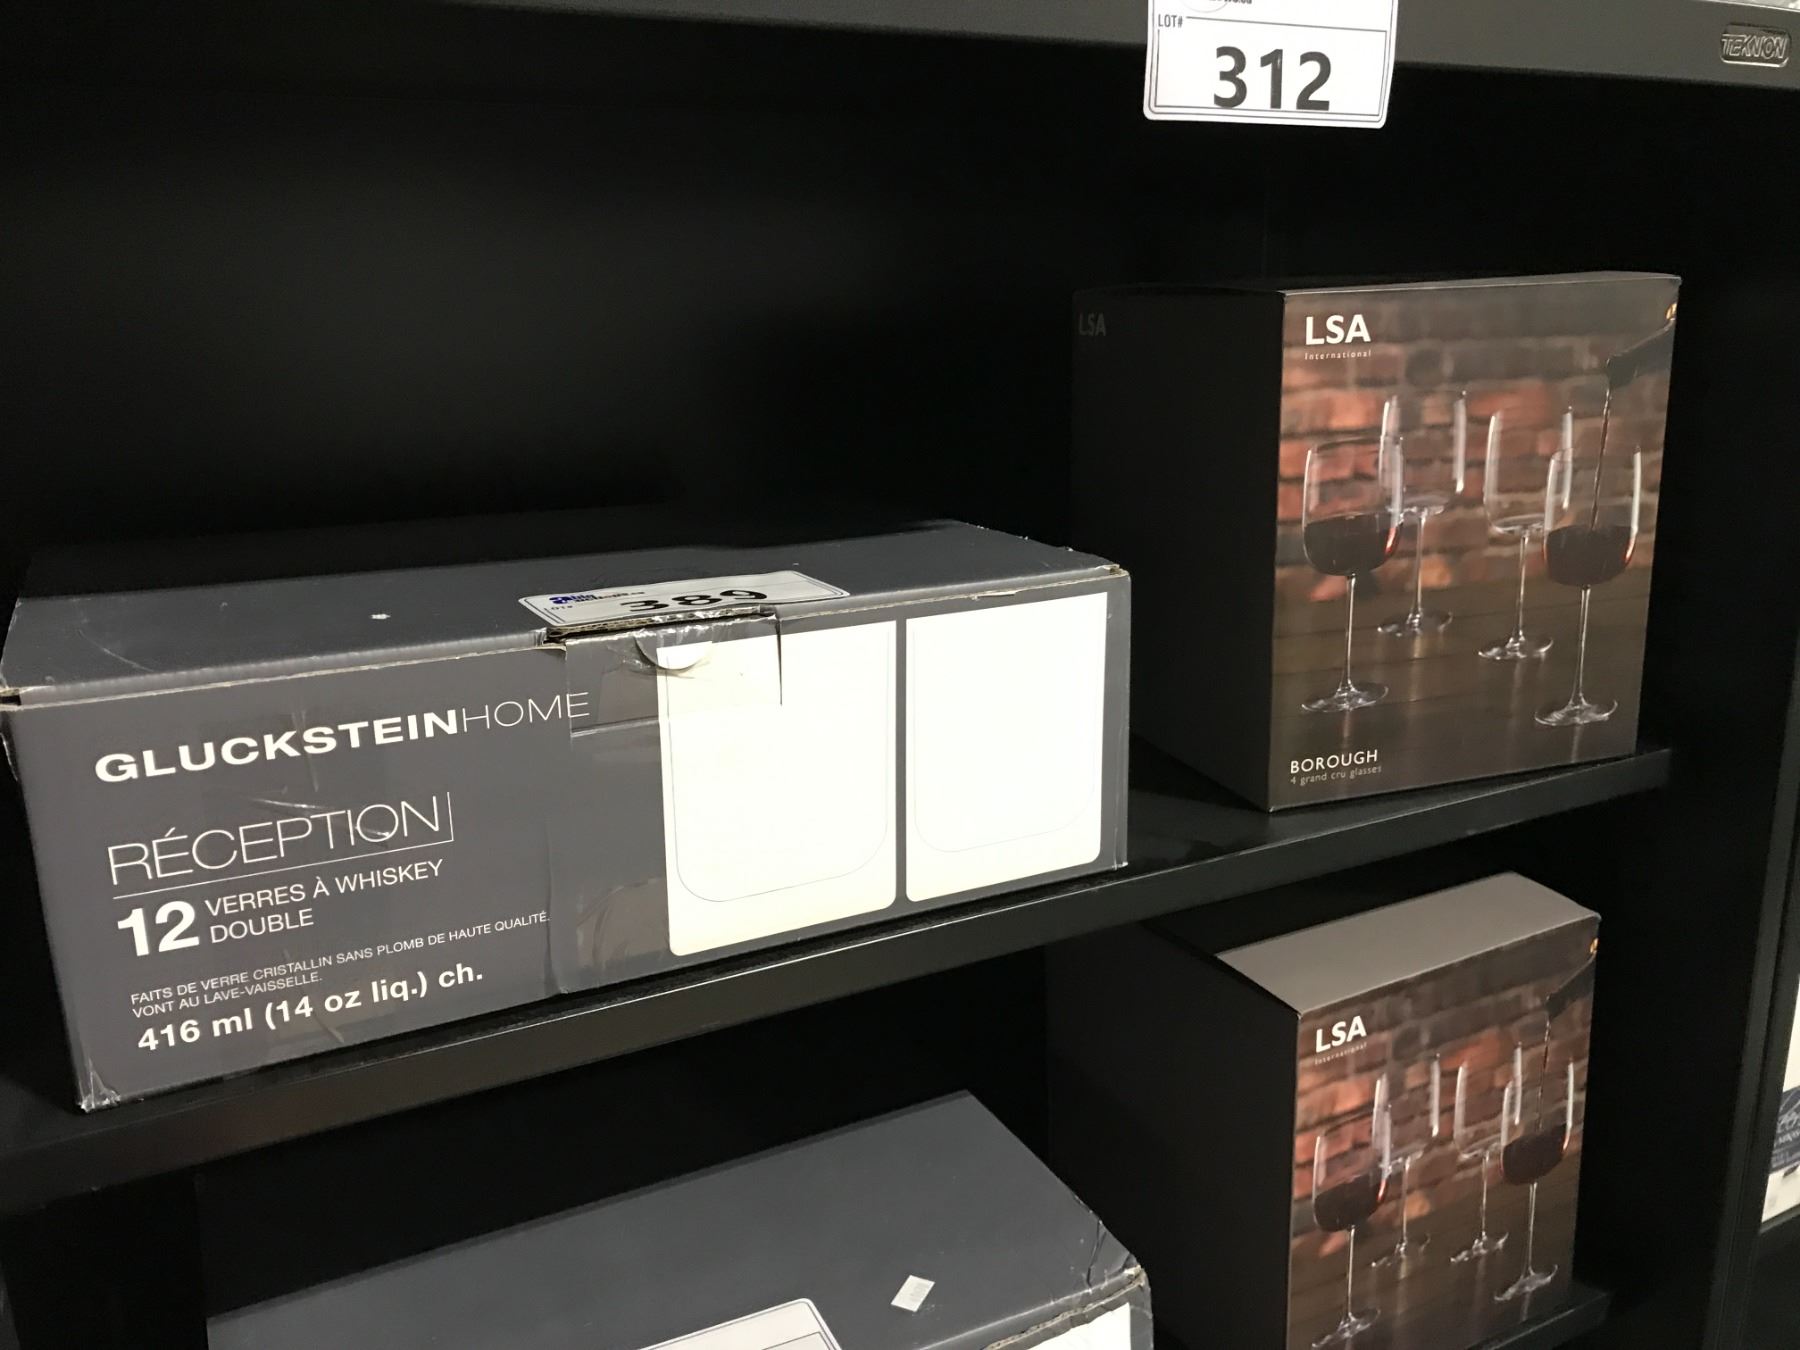 LOT#
312
TEKNION
LSA
LSA
International
BOROUGH
4 grand cru glasses
LOT#
389
GLUCKSTEINHOME
RÉCEPTION
12 VERRES À WHISKEY
DOUBLE
FAITS DE VERRE CRISTALLIN SANS PLOMB DE HAUTE QUALITÉ.
VONT AU LAVE-VAISSELLE.
416 ml (14 oz liq.) ch.
LSA
International